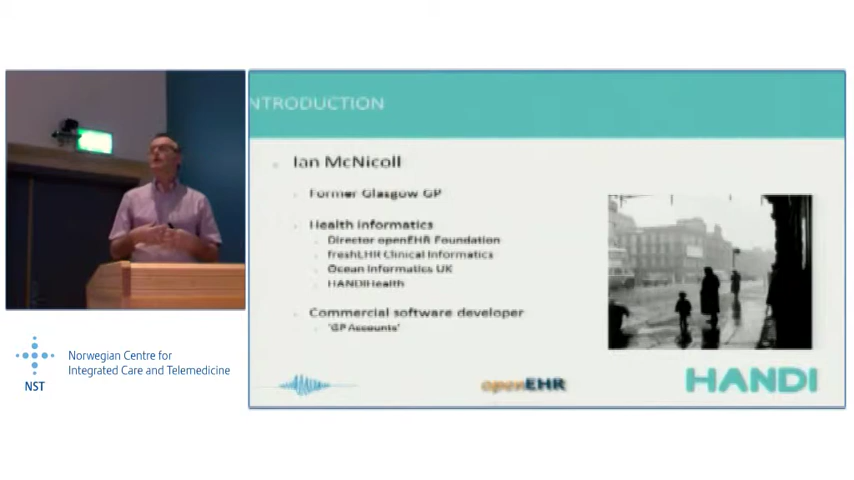 NTRODUCTION
Ian McNicoll
Former Glasgow GP
Health informatics
Director openEHR Foundation
freshEHR Clinical Informatics
Ocean Informatics UK
HANDIHealth
Commercial software developer
'GP Accounts'
openEHR
HANDI
Norwegian Centre for
Integrated Care and Telemedicine
NST